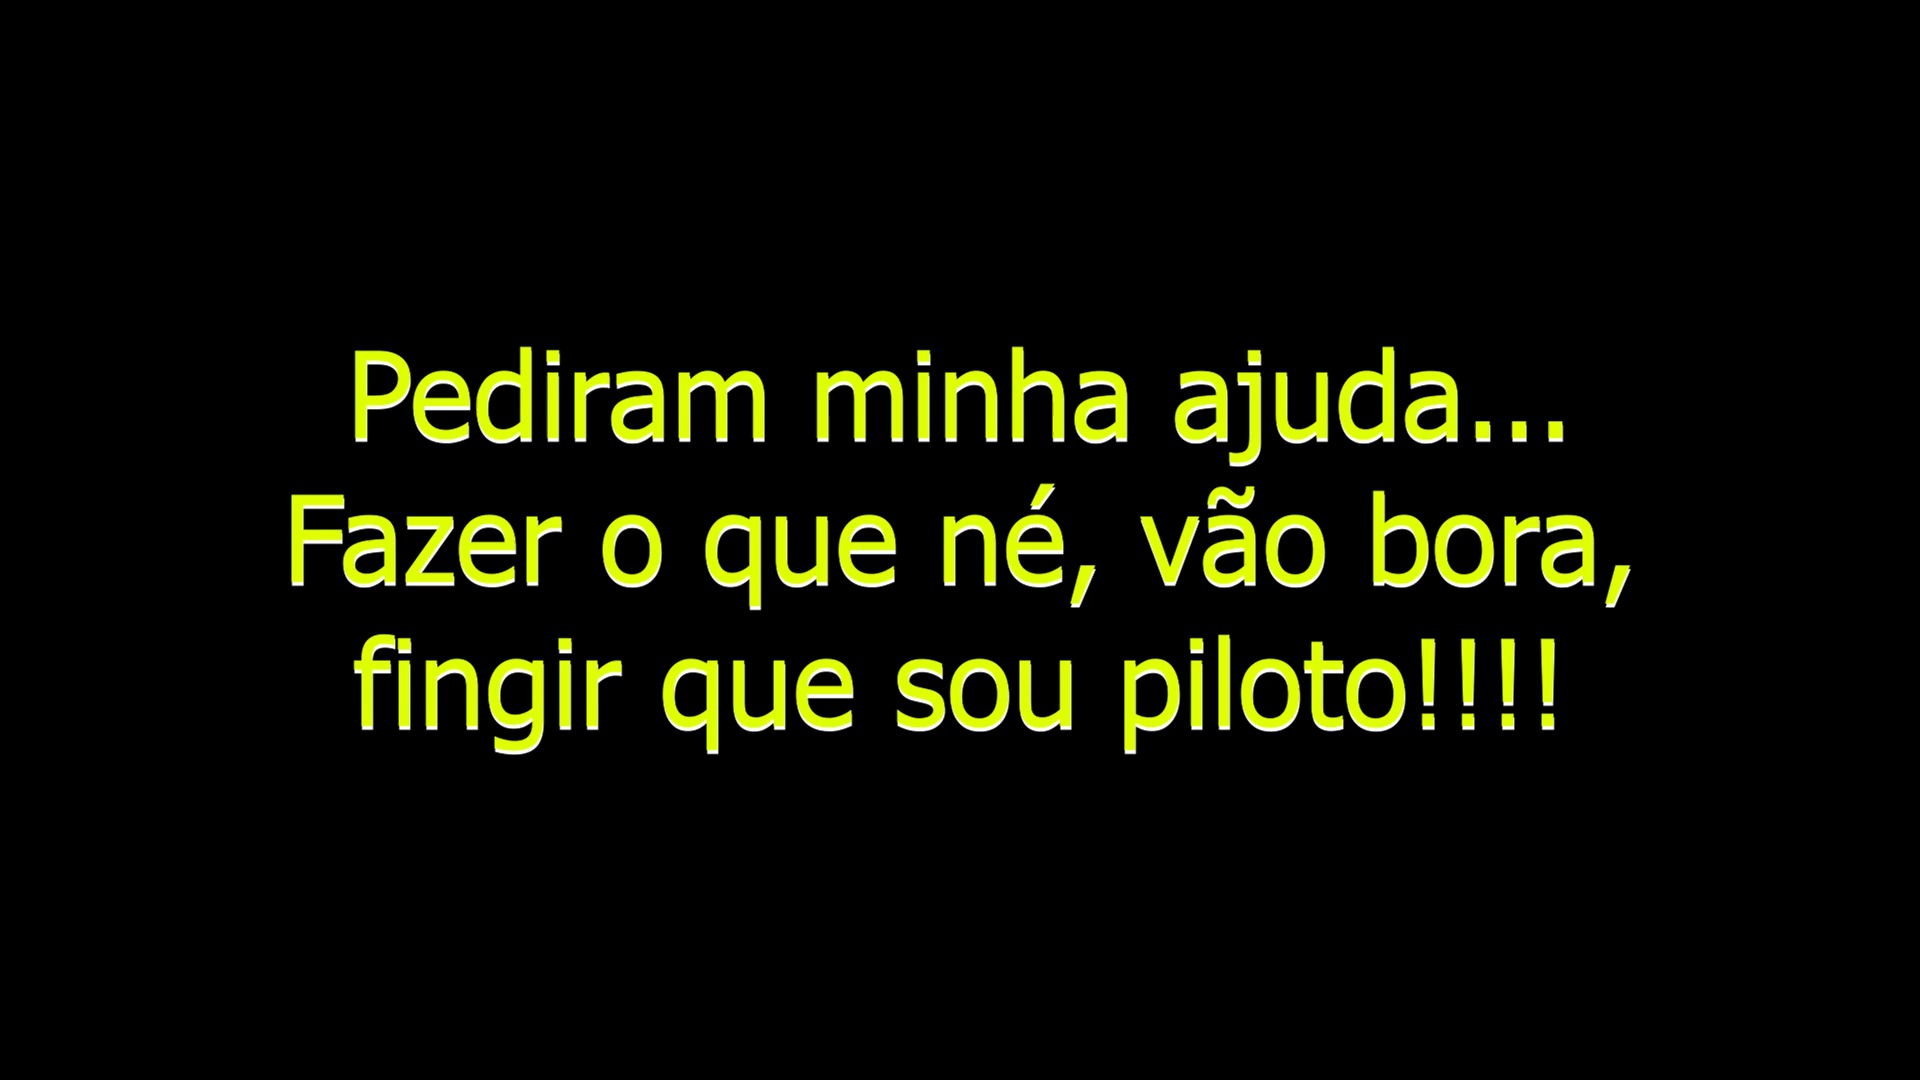 Pediram minha ajuda...
Fazer o que né, vão bora,
fingir que sou piloto!!!!